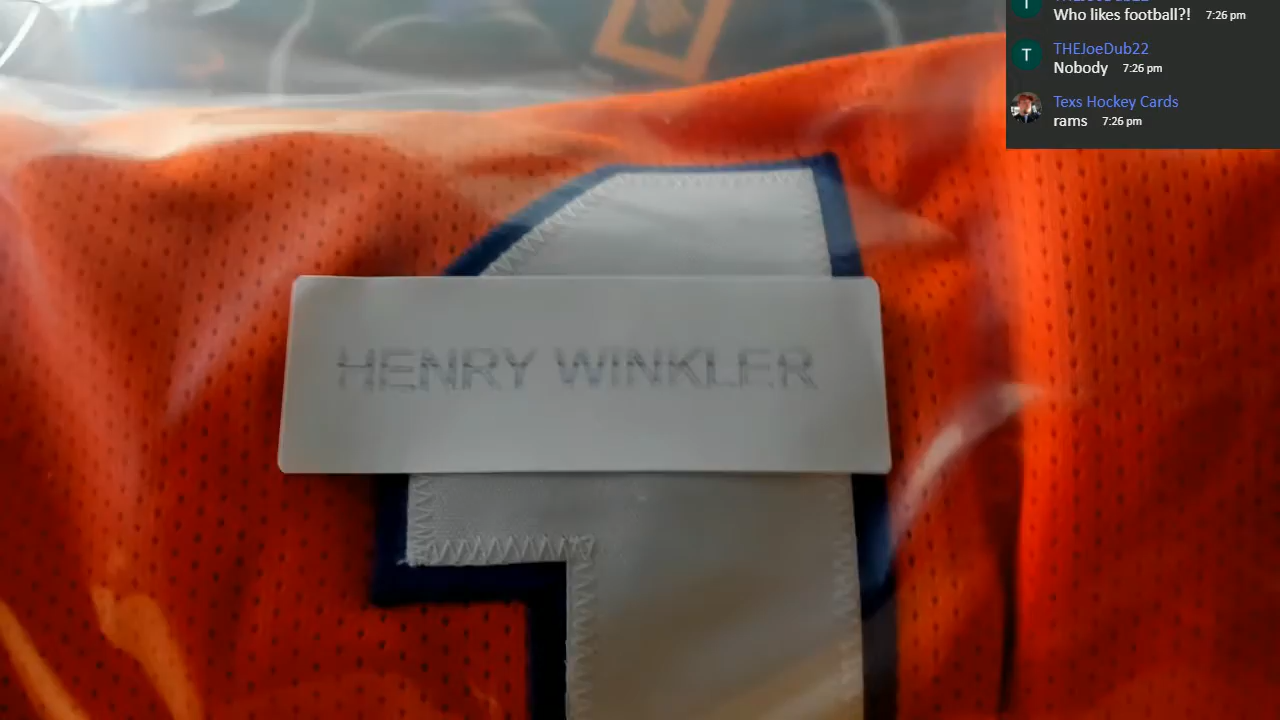 Who likes football?! 7:26 pm
THEJoeDub22
Nobody 7:26 pm
Texs Hockey Cards
rams 7:26 pm
T
HENRY WINKLER
1